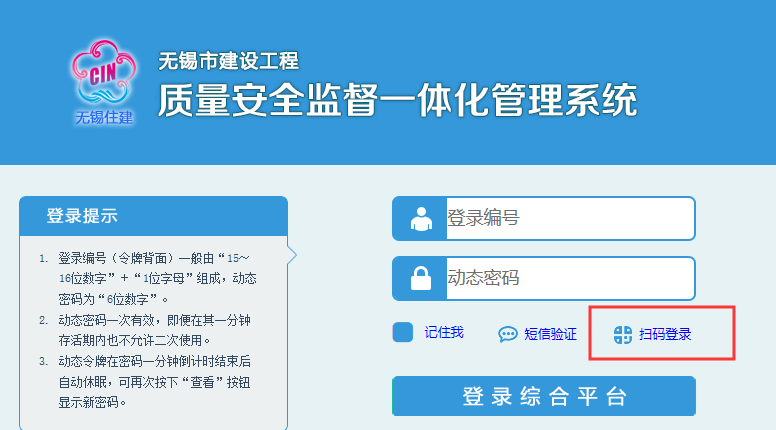 CIN
无锡住建
无锡市建设工程
质量安全监督一体化管理系统
登录提示
1. 登录编号（令牌背面）一般由“15～
16位数字”＋“1位字母”组成，动态
密码为“6位数字”。
2. 动态密码一次有效，即便在其一分钟
存活期内也不允许二次使用。
3. 动态令牌在密码一分钟倒计时结束后
自动休眠，可再次按下“查看”按钮
显示新密码。
登录编号
动态密码
记住我 短信验证 扫码登录
登录综合平台